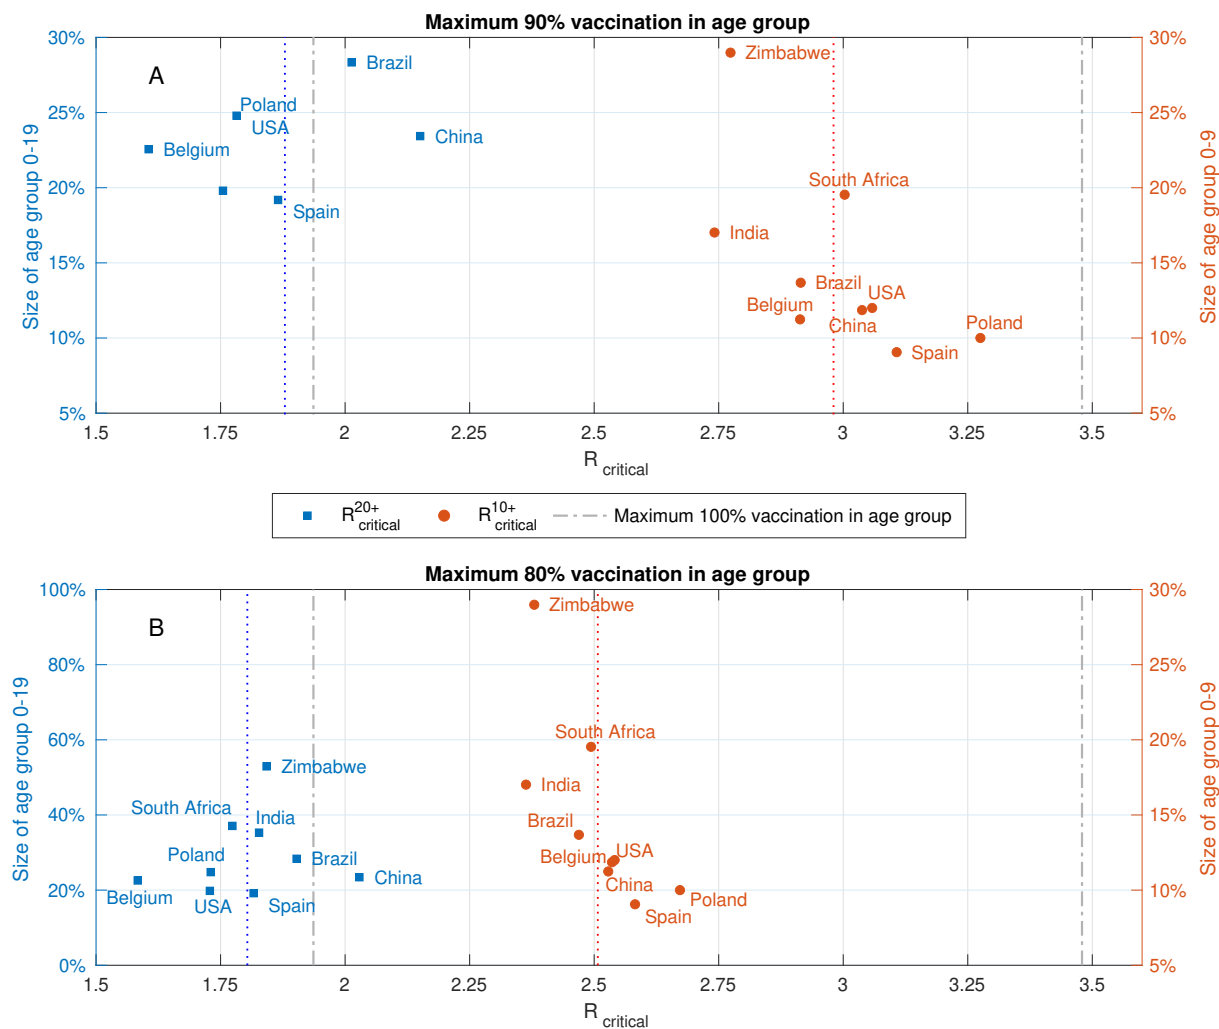 Maximum 90% vaccination in age group
A
30%
25%
20%
15%
10%
5%
Size of age group 0-19
30%
25%
20%
15%
10%
5%
Size of age group 0-9
Brazil
Poland
USA
China
Belgium
Spain
Zimbabwe
South Africa
India
Brazil
USA
Belgium
China
Poland
Spain
1.5 1.75 2 2.25 2.5 2.75 3 3.25 3.5
R critical
R 20+ critical R 10+ critical Maximum 100% vaccination in age group
Maximum 80% vaccination in age group
B
100%
80%
60%
40%
20%
0%
Size of age group 0-19
30%
25%
20%
15%
10%
5%
Size of age group 0-9
Zimbabwe
South Africa
India
Poland
Brazil
China
Belgium
USA
Spain
Zimbabwe
South Africa
India
Brazil
Belgium
USA
China
Poland
Spain
1.5 1.75 2 2.25 2.5 2.75 3 3.25 3.5
R critical